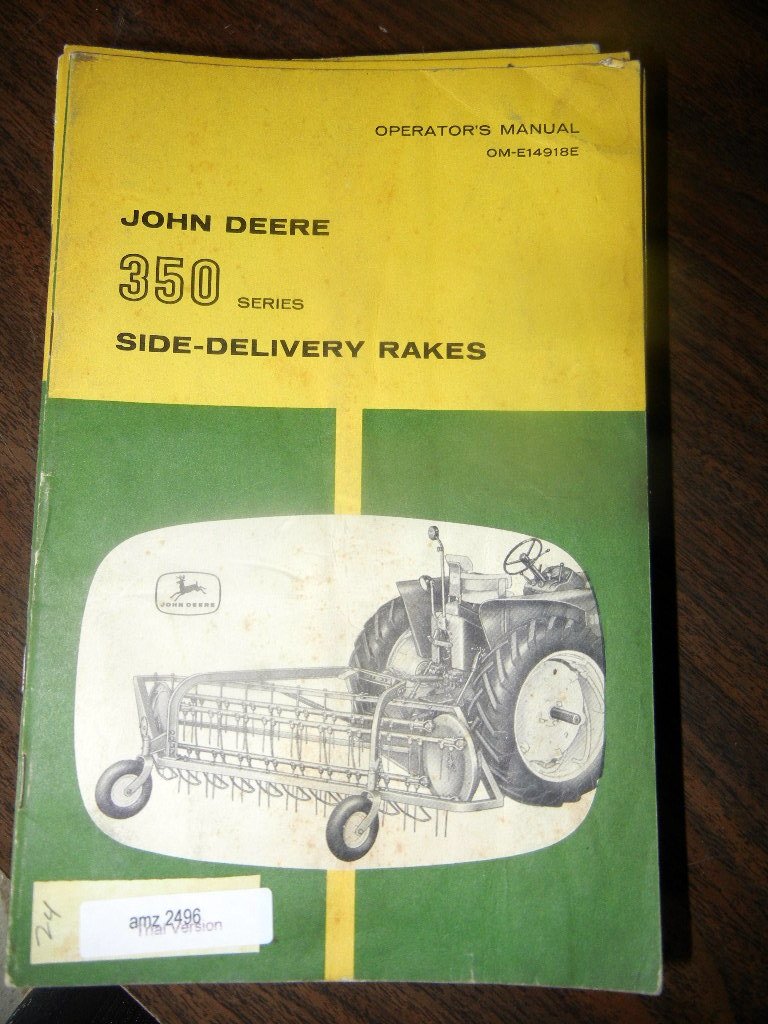 OPERATOR'S MANUAL
OM-E14918E
JOHN DEERE
350 SERIES
SIDE-DELIVERY RAKES
JOHN DEERE
24
amz 2496
Trial Version